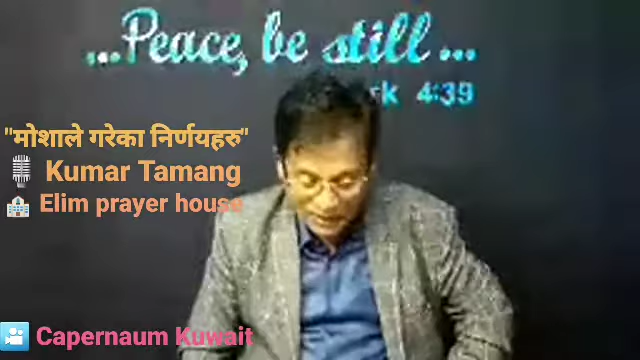 ...Peace, be still...
4:39
"मोशाले गरेका निर्णयहरु"
Kumar Tamang
Elim prayer house
Capernaum Kuwait